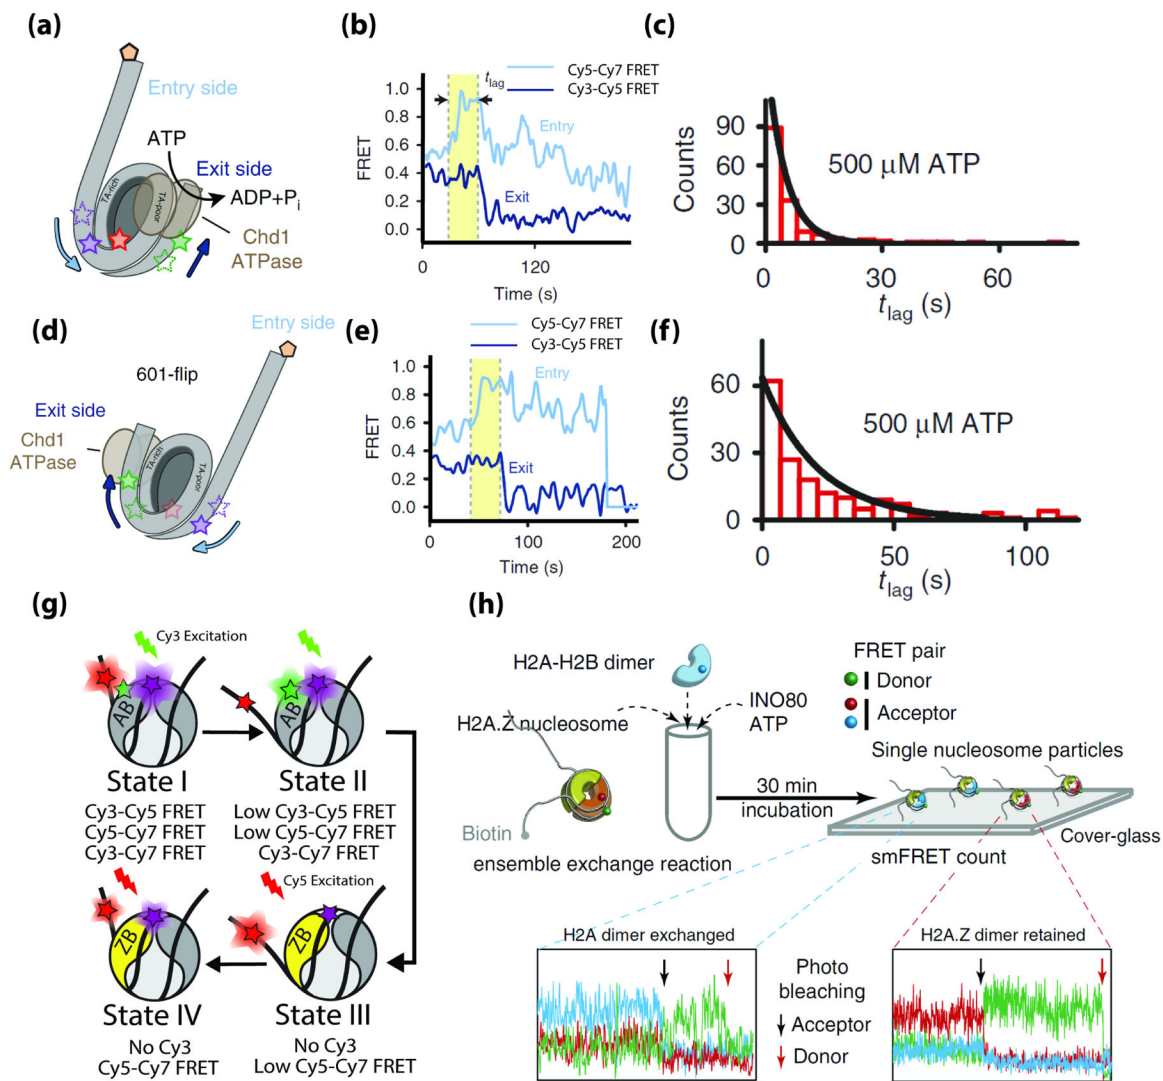 (a)
Entry side
ATP
Exit side
TA-rich
TA-poor
ADP+Pi
Chd1
ATPase
(b)
tlag
Cy5-Cy7 FRET
Cy3-Cy5 FRET
1.0
0.8
0.6
0.4
0.2
0.0
FRET
Entry
Exit
0
120
Time (s)
(c)
90
60
30
0
Counts
500 μM ATP
0
30
60
tlag (s)
(d)
Entry side
601-flip
Exit side
Chd1
ATPase
TA-rich
TA-poor
(e)
Cy5-Cy7 FRET
Cy3-Cy5 FRET
1.0
0.8
0.6
0.4
0.2
0.0
FRET
Entry
Exit
0
100
200
Time (s)
(f)
60
30
0
Counts
500 μM ATP
0
50
100
tlag (s)
(g)
Cy3 Excitation
AB
AB
State I
State II
Cy3-Cy5 FRET
Low Cy3-Cy5 FRET
Cy5-Cy7 FRET
Low Cy5-Cy7 FRET
Cy3-Cy7 FRET
Cy3-Cy7 FRET
Cy5 Excitation
ZB
ZB
State IV
State III
No Cy3
No Cy3
Cy5-Cy7 FRET
Low Cy5-Cy7 FRET
(h)
H2A-H2B dimer
FRET pair
Donor
Acceptor
H2A.Z nucleosome
INO80
ATP
Single nucleosome particles
30 min
incubation
Biotin
Cover-glass
ensemble exchange reaction
smFRET count
H2A dimer exchanged
H2A.Z dimer retained
Photo
bleaching
Acceptor
Donor